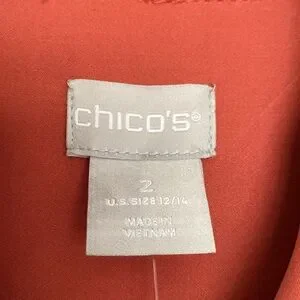 chico's®
2
U.S. SIZE 12/14
MADE IN
VIETNAM